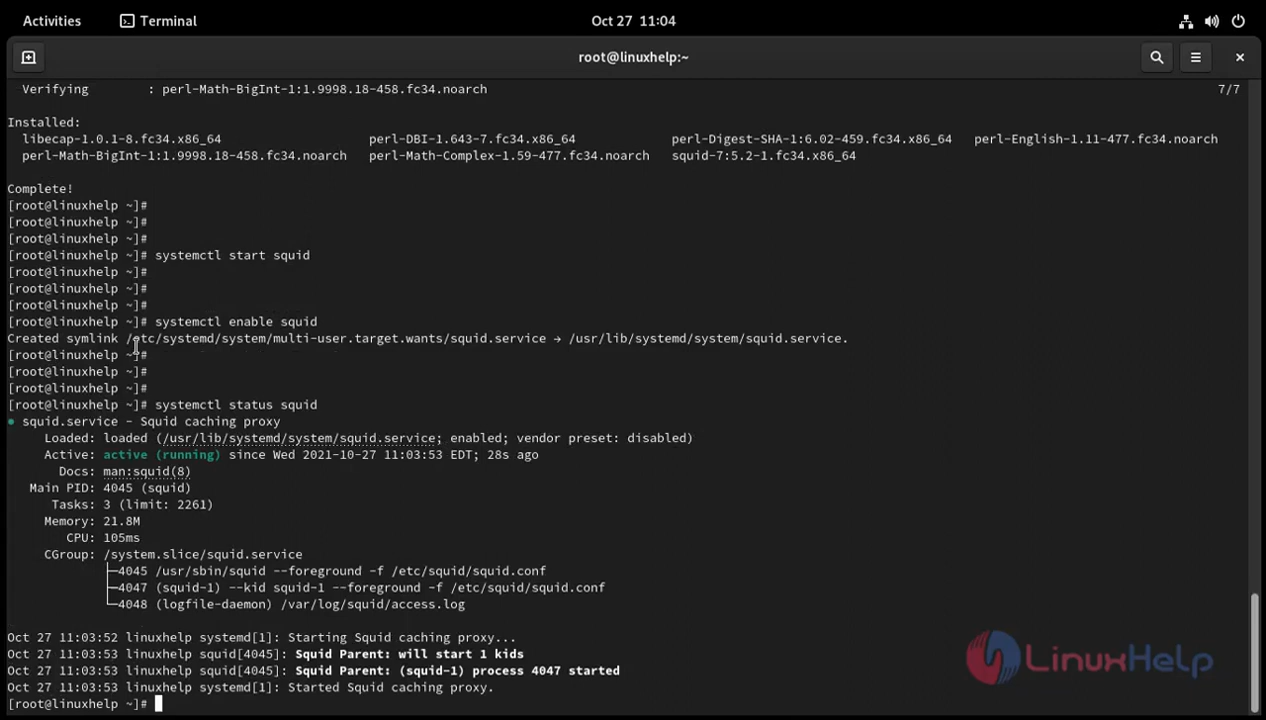 Activities Terminal Oct 27 11:04
root@linuxhelp:~
Verifying : perl-Math-BigInt-1:1.9998.18-458.fc34.noarch 7/7
Installed:
libecap-1.0.1-8.fc34.x86_64 perl-DBI-1.643-7.fc34.x86_64 perl-Digest-SHA-1:6.02-459.fc34.x86_64 perl-English-1.11-477.fc34.noarch
perl-Math-BigInt-1:1.9998.18-458.fc34.noarch perl-Math-Complex-1.59-477.fc34.noarch squid-7:5.2-1.fc34.x86_64
Complete!
[root@linuxhelp ~]#
[root@linuxhelp ~]#
[root@linuxhelp ~]#
[root@linuxhelp ~]# systemctl start squid
[root@linuxhelp ~]#
[root@linuxhelp ~]#
[root@linuxhelp ~]#
[root@linuxhelp ~]# systemctl enable squid
Created symlink /etc/systemd/system/multi-user.target.wants/squid.service → /usr/lib/systemd/system/squid.service.
[root@linuxhelp ~]#
[root@linuxhelp ~]#
[root@linuxhelp ~]#
[root@linuxhelp ~]# systemctl status squid
● squid.service - Squid caching proxy
Loaded: loaded (/usr/lib/systemd/system/squid.service; enabled; vendor preset: disabled)
Active: active (running) since Wed 2021-10-27 11:03:53 EDT; 28s ago
Docs: man:squid(8)
Main PID: 4045 (squid)
Tasks: 3 (limit: 2261)
Memory: 21.8M
CPU: 105ms
CGroup: /system.slice/squid.service
├─4045 /usr/sbin/squid --foreground -f /etc/squid/squid.conf
├─4047 (squid-1) --kid squid-1 --foreground -f /etc/squid/squid.conf
└─4048 (logfile-daemon) /var/log/squid/access.log
Oct 27 11:03:52 linuxhelp systemd[1]: Starting Squid caching proxy...
Oct 27 11:03:53 linuxhelp squid[4045]: Squid Parent: will start 1 kids
Oct 27 11:03:53 linuxhelp squid[4045]: Squid Parent: (squid-1) process 4047 started
Oct 27 11:03:53 linuxhelp systemd[1]: Started Squid caching proxy.
[root@linuxhelp ~]#
LinuxHelp